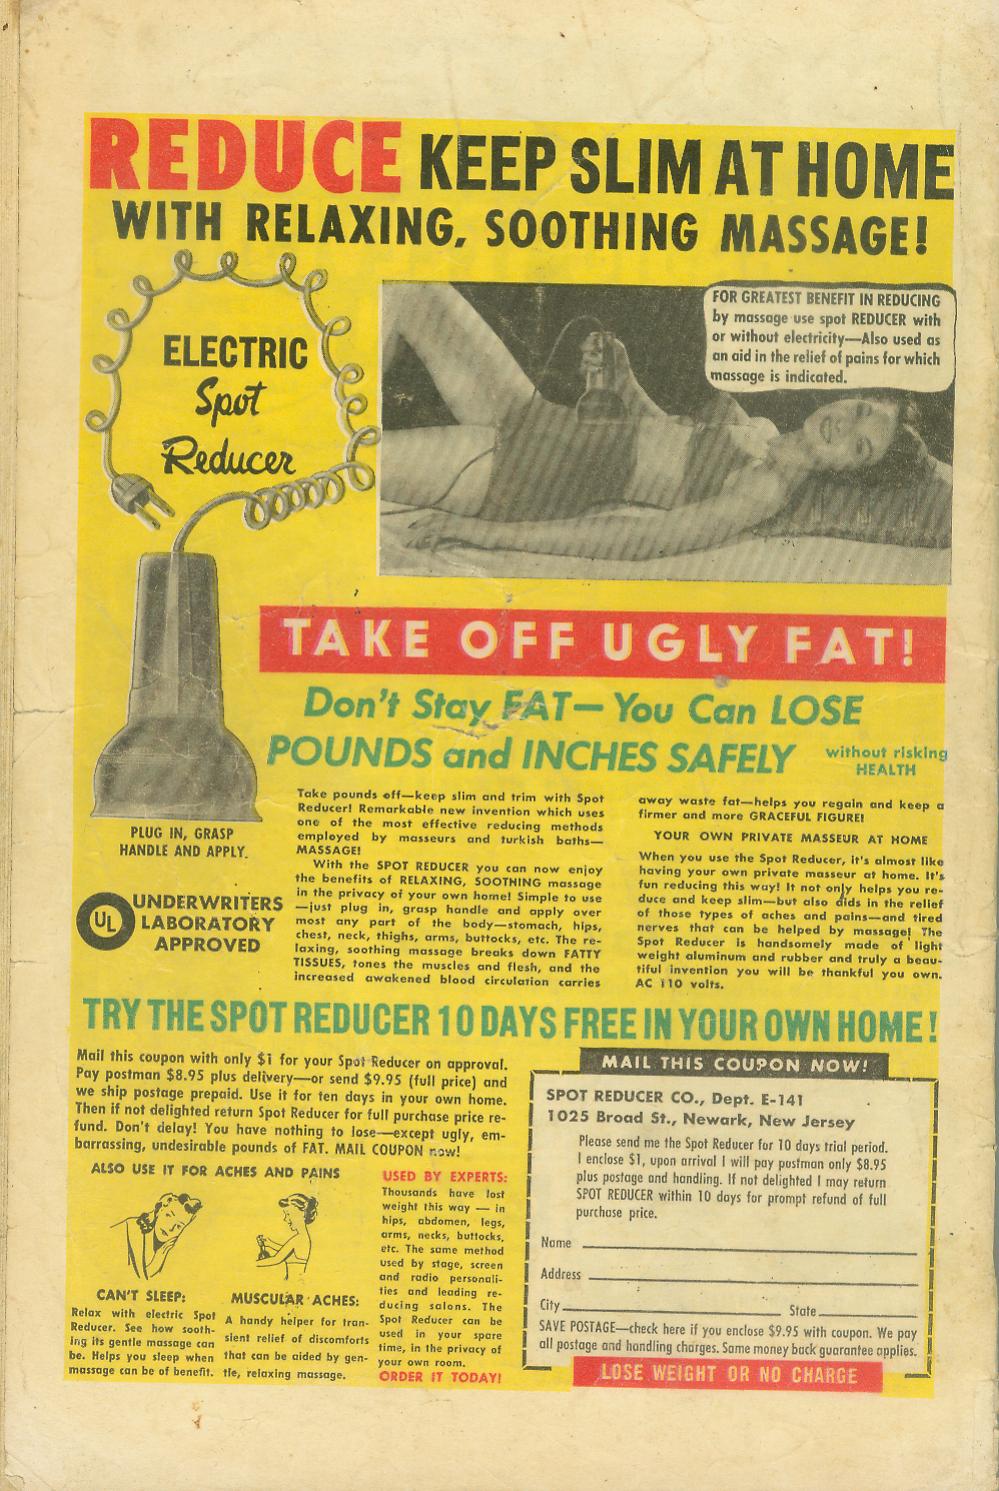 REDUCE KEEP SLIM AT HOME
WITH RELAXING, SOOTHING MASSAGE!
ELECTRIC
Spot
Reducer
FOR GREATEST BENEFIT IN REDUCING
by massage use spot REDUCER with
or without electricity—Also used as
an aid in the relief of pains for which
massage is indicated.
TAKE OFF UGLY FAT!
Don't Stay FAT—You Can LOSE
POUNDS and INCHES SAFELY
without risking
HEALTH
PLUG IN, GRASP
HANDLE AND APPLY.
UL
UNDERWRITERS
LABORATORY
APPROVED
Take pounds off—keep slim and trim with Spot
Reducer! Remarkable new invention which uses
one of the most effective reducing methods
employed by masseurs and turkish baths—
MASSAGE!
With the SPOT REDUCER you can now enjoy
the benefits of RELAXING, SOOTHING massage
in the privacy of your own home! Simple to use
—just plug in, grasp handle and apply over
most any part of the body—stomach, hips,
chest, neck, thighs, arms, buttocks, etc. The re-
laxing, soothing massage breaks down FATTY
TISSUES, tones the muscles and flesh, and the
increased awakened blood circulation carries
away waste fat—helps you regain and keep a
firmer and more GRACEFUL FIGURE!
YOUR OWN PRIVATE MASSEUR AT HOME
When you use the Spot Reducer, it's almost like
having your own private masseur at home. It's
fun reducing this way! It not only helps you re-
duce and keep slim—but also aids in the relief
of those types of aches and pains—and tired
nerves that can be helped by massage! The
Spot Reducer is handsomely made of light
weight aluminum and rubber and truly a beau-
tiful invention you will be thankful you own.
AC 110 volts.
TRY THE SPOT REDUCER 10 DAYS FREE IN YOUR OWN HOME!
Mail this coupon with only $1 for your Spot Reducer on approval.
Pay postman $8.95 plus delivery—or send $9.95 (full price) and
we ship postage prepaid. Use it for ten days in your own home.
Then if not delighted return Spot Reducer for full purchase price re-
fund. Don't delay! You have nothing to lose—except ugly, em-
barrassing, undesirable pounds of FAT. MAIL COUPON now!
ALSO USE IT FOR ACHES AND PAINS
CAN'T SLEEP:
Relax with electric Spot
Reducer. See how sooth-
ing its gentle massage can
be. Helps you sleep when
massage can be of benefit.
MUSCULAR ACHES:
A handy helper for tran-
sient relief of discomforts
that can be aided by gen-
tle, relaxing massage.
USED BY EXPERTS:
Thousands have lost
weight this way — in
hips, abdomen, legs,
arms, necks, buttocks,
etc. The same method
used by stage, screen
and radio personali-
ties and leading re-
ducing salons. The
Spot Reducer can be
used in your spare
time, in the privacy of
your own room.
ORDER IT TODAY!
MAIL THIS COUPON NOW!
SPOT REDUCER CO., Dept. E-141
1025 Broad St., Newark, New Jersey
Please send me the Spot Reducer for 10 days trial period.
I enclose $1, upon arrival I will pay postman only $8.95
plus postage and handling. If not delighted I may return
SPOT REDUCER within 10 days for prompt refund of full
purchase price.
Name
Address
City State
SAVE POSTAGE—check here if you enclose $9.95 with coupon. We pay
all postage and handling charges. Same money back guarantee applies.
LOSE WEIGHT OR NO CHARGE